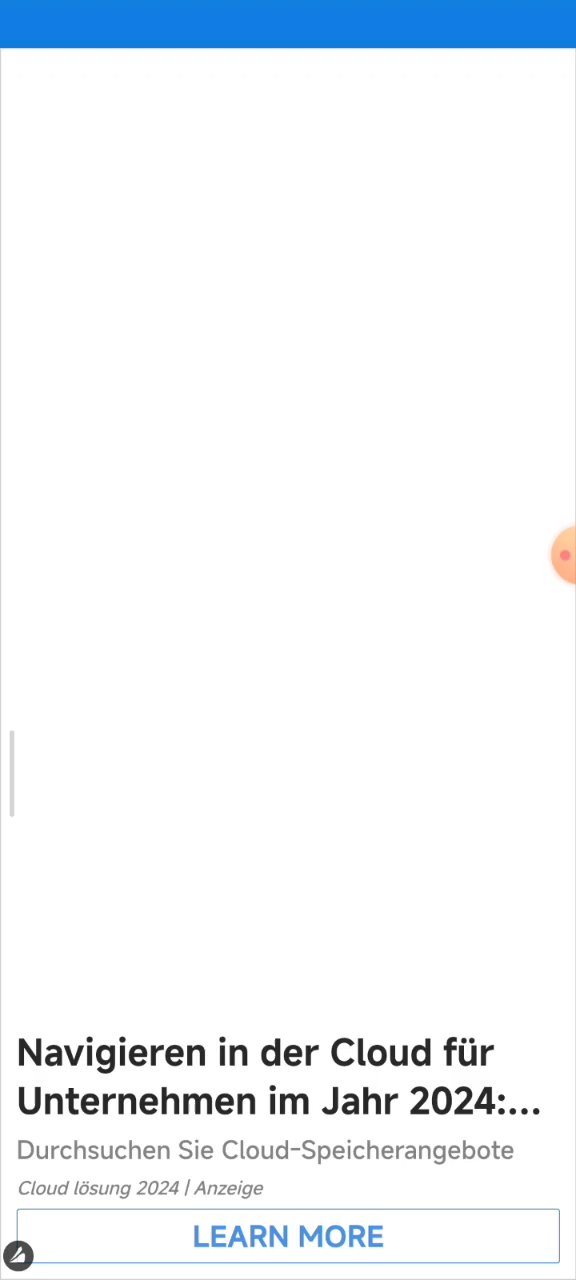 Navigieren in der Cloud für
Unternehmen im Jahr 2024:...
Durchsuchen Sie Cloud-Speicherangebote
Cloud lösung 2024 | Anzeige
LEARN MORE